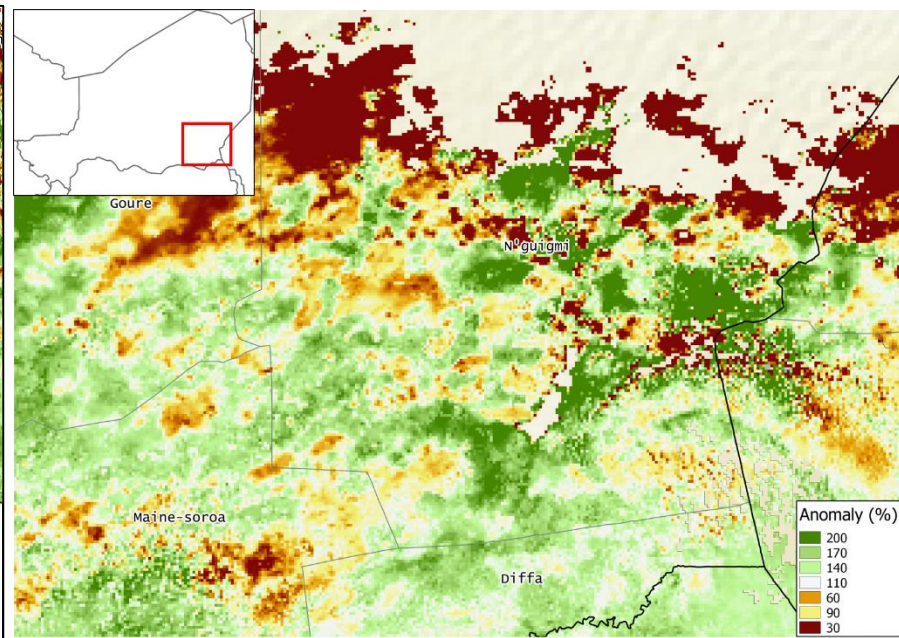 Goure
N'guigmi
Maine-soroa
Diffa
Anomaly (%)
200
170
140
110
60
90
30